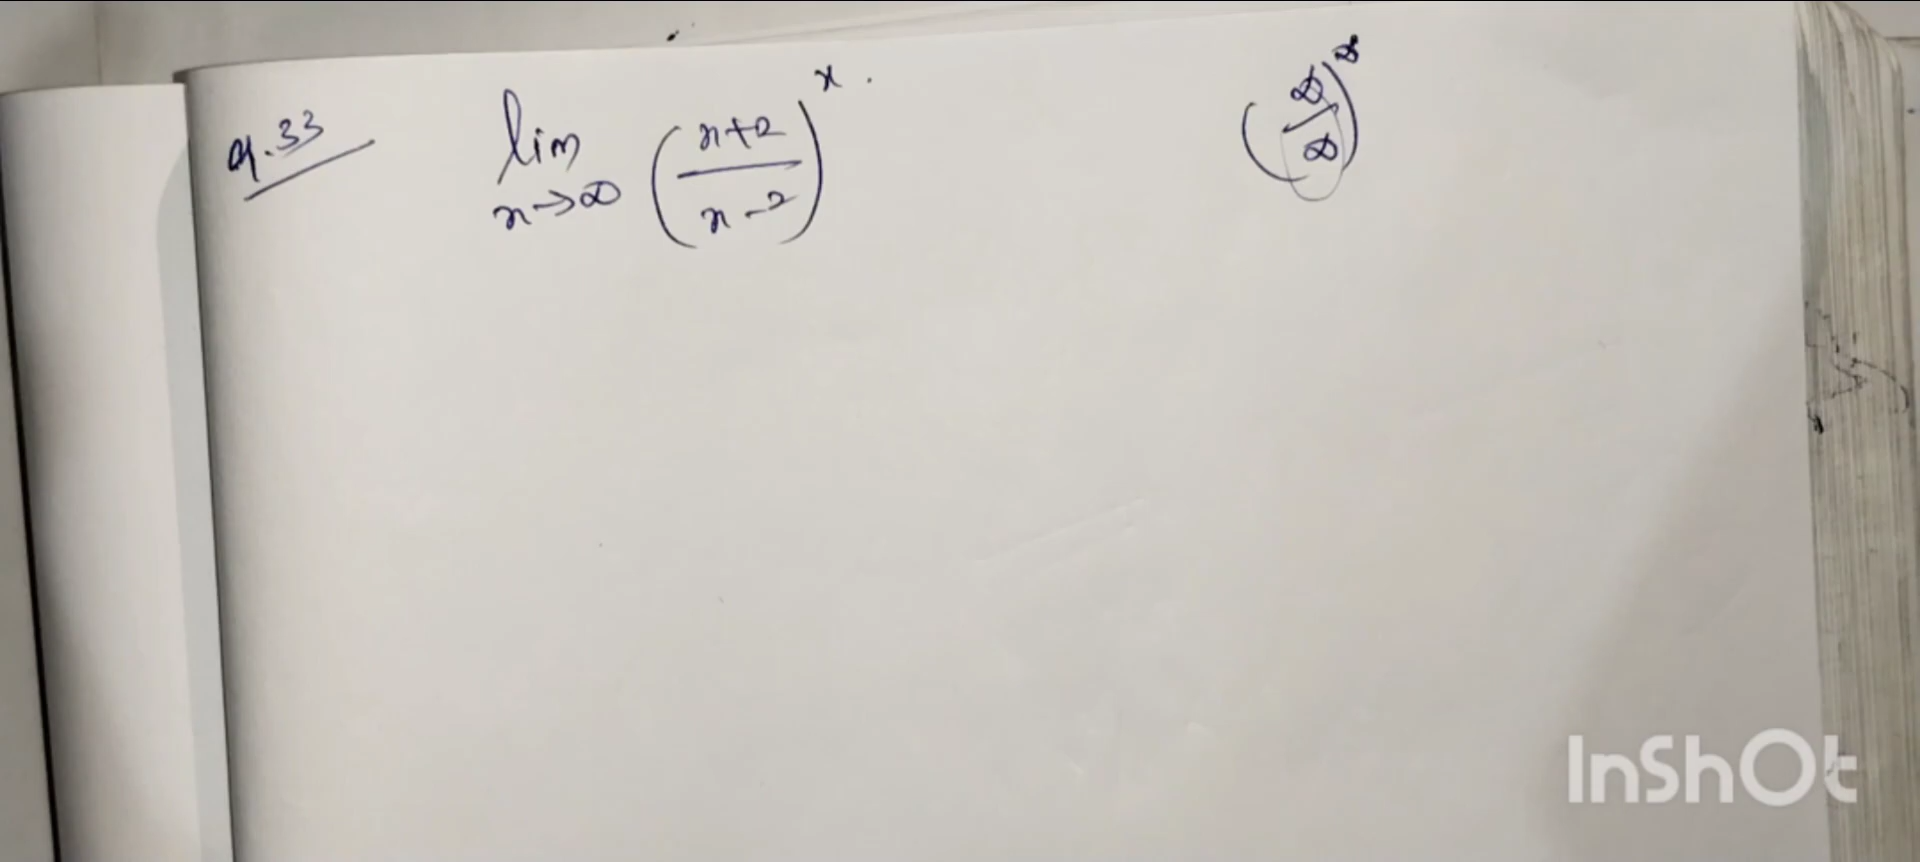 Q.33 lim x→∞ (x+2 / x-2)^x . (∞/∞)^∞
InShOt